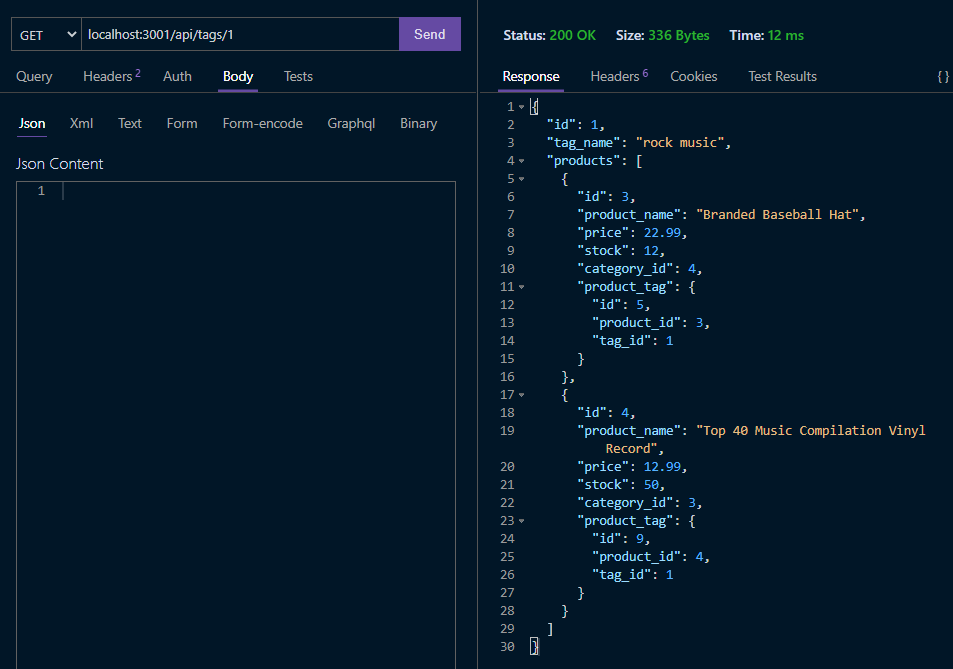 GET localhost:3001/api/tags/1 Send
Query Headers 2 Auth Body Tests
Json Xml Text Form Form-encode Graphql Binary
Json Content
1
Status: 200 OK Size: 336 Bytes Time: 12 ms
Response Headers 6 Cookies Test Results {}
1 {
2 "id": 1,
3 "tag_name": "rock music",
4 "products": [
5 {
6 "id": 3,
7 "product_name": "Branded Baseball Hat",
8 "price": 22.99,
9 "stock": 12,
10 "category_id": 4,
11 "product_tag": {
12 "id": 5,
13 "product_id": 3,
14 "tag_id": 1
15 }
16 },
17 {
18 "id": 4,
19 "product_name": "Top 40 Music Compilation Vinyl
Record",
20 "price": 12.99,
21 "stock": 50,
22 "category_id": 3,
23 "product_tag": {
24 "id": 9,
25 "product_id": 4,
26 "tag_id": 1
27 }
28 }
29 ]
30 }